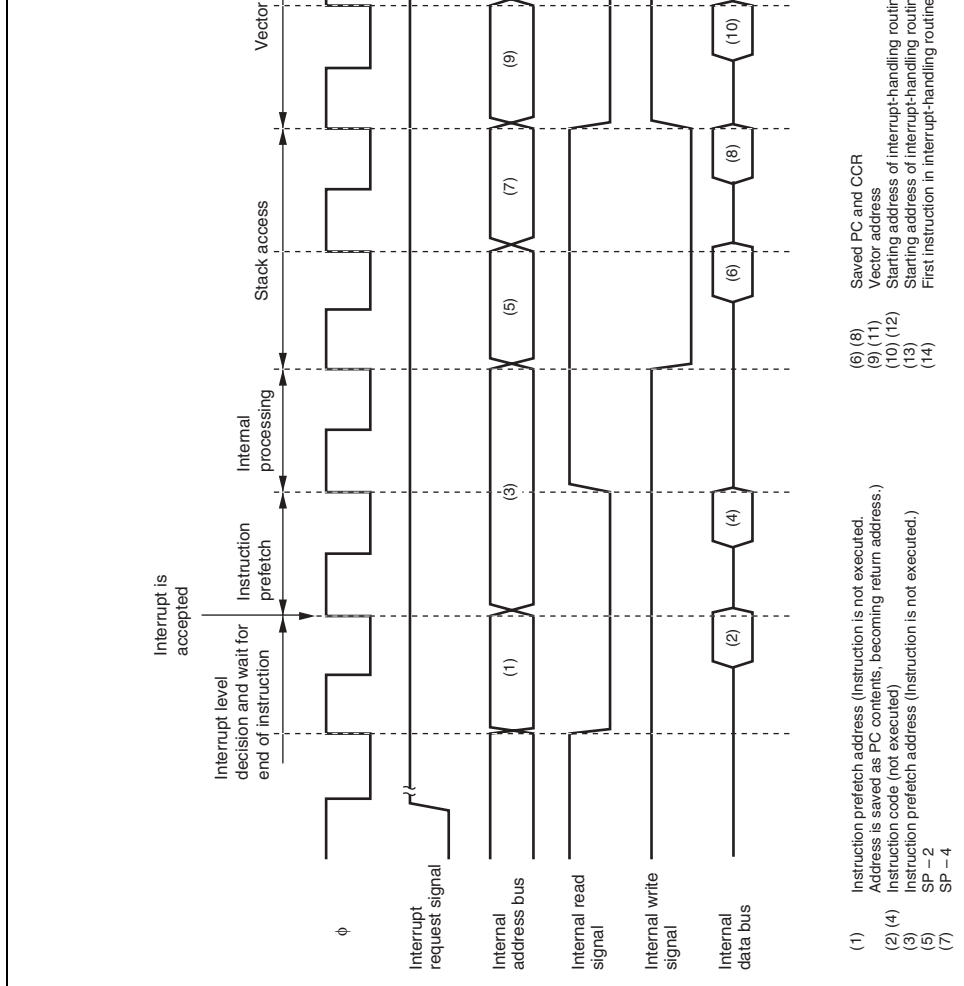 Interrupt is
accepted
Interrupt level
decision and wait for
end of instruction
Instruction
prefetch
Internal
processing
Stack access
Vector
φ
Interrupt
request signal
Internal
address bus
(1)
(3)
(5)
(7)
(9)
Internal read
signal
Internal write
signal
Internal
data bus
(2)
(4)
(6)
(8)
(10)
(1) Instruction prefetch address (Instruction is not executed.
Address is saved as PC contents, becoming return address.)
(2) (4) Instruction code (not executed)
(3) Instruction prefetch address (Instruction is not executed.)
(5) SP – 2
(7) SP – 4
(6) (8) Saved PC and CCR
(9) (11) Vector address
(10) (12) Starting address of interrupt-handling routin
(13) Starting address of interrupt-handling routin
(14) First instruction in interrupt-handling routine